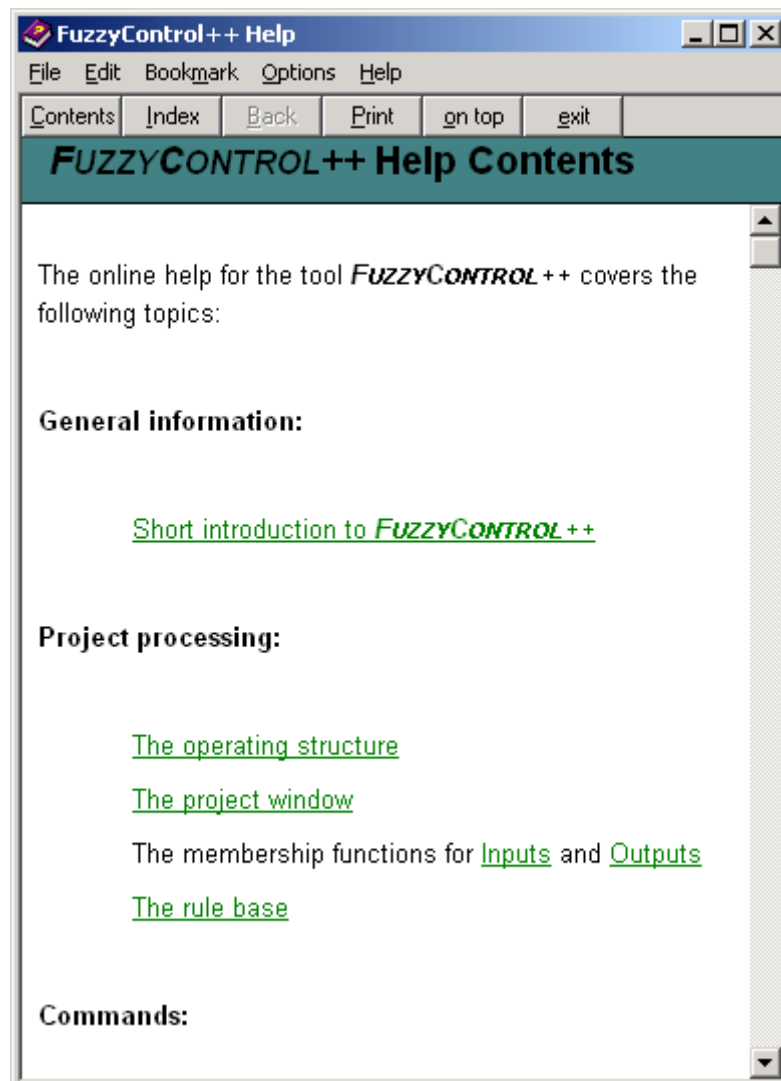 FuzzyControl++ Help
File Edit Bookmark Options Help
Contents Index Back Print on top exit
FUZZYCONTROL++ Help Contents
The online help for the tool FUZZYCONTROL++ covers the
following topics:
General information:
Short introduction to FUZZYCONTROL++
Project processing:
The operating structure
The project window
The membership functions for Inputs and Outputs
The rule base
Commands: